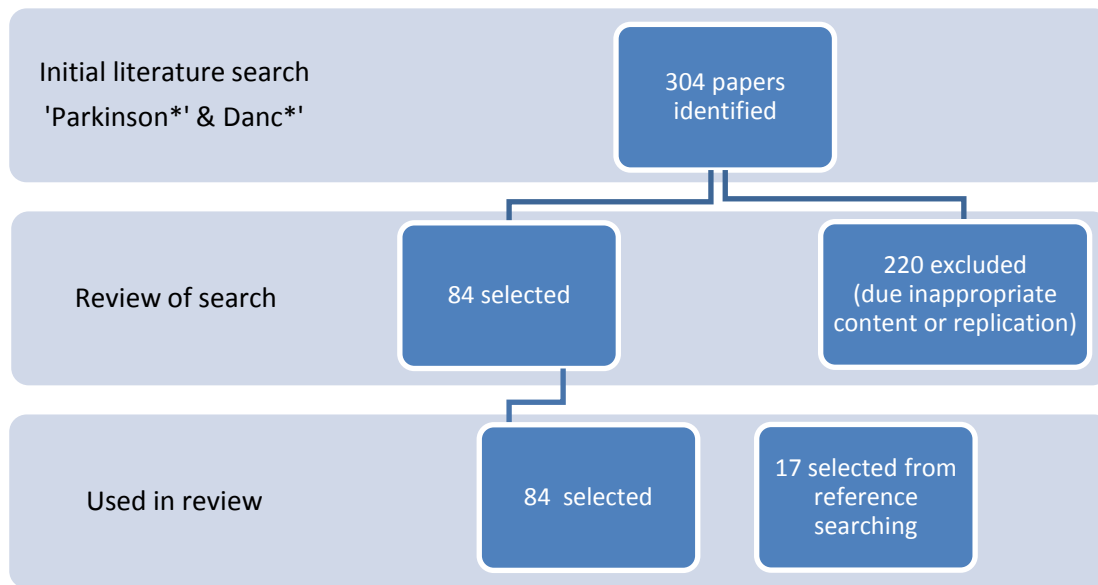 Initial literature search
'Parkinson*' & Danc*'
304 papers
identified
Review of search
84 selected
220 excluded
(due inappropriate
content or replication)
Used in review
84  selected
17 selected from
reference
searching